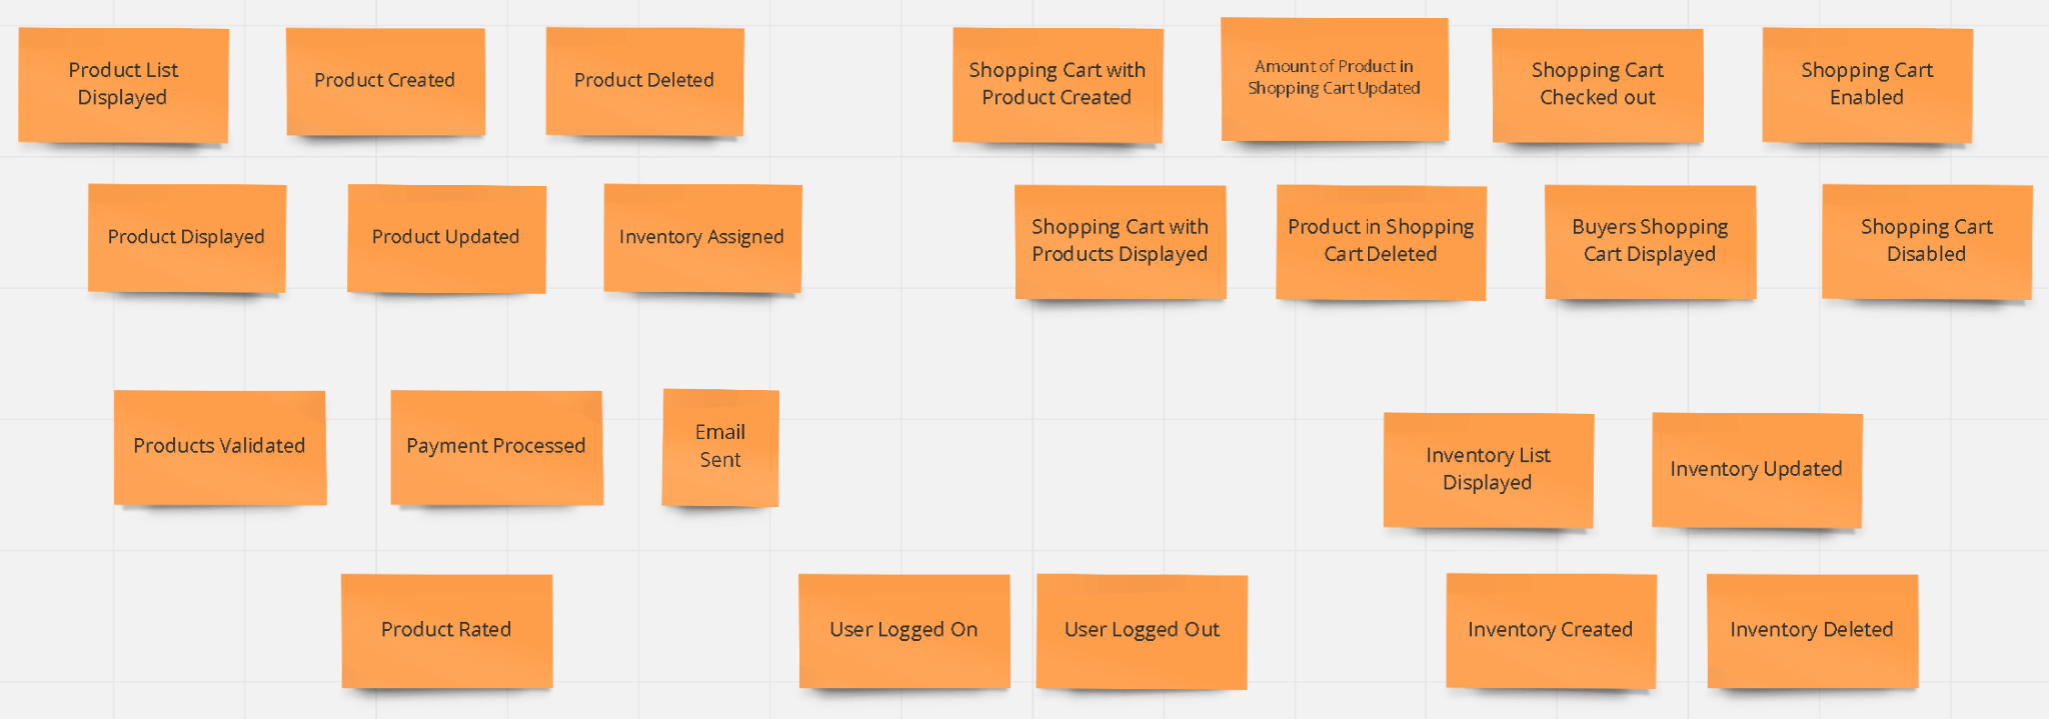 Product List
Displayed
Product Created
Product Deleted
Shopping Cart with
Product Created
Amount of Product in
Shopping Cart Updated
Shopping Cart
Checked out
Shopping Cart
Enabled
Product Displayed
Product Updated
Inventory Assigned
Shopping Cart with
Products Displayed
Product in Shopping
Cart Deleted
Buyers Shopping
Cart Displayed
Shopping Cart
Disabled
Products Validated
Payment Processed
Email
Sent
Inventory List
Displayed
Inventory Updated
Product Rated
User Logged On
User Logged Out
Inventory Created
Inventory Deleted